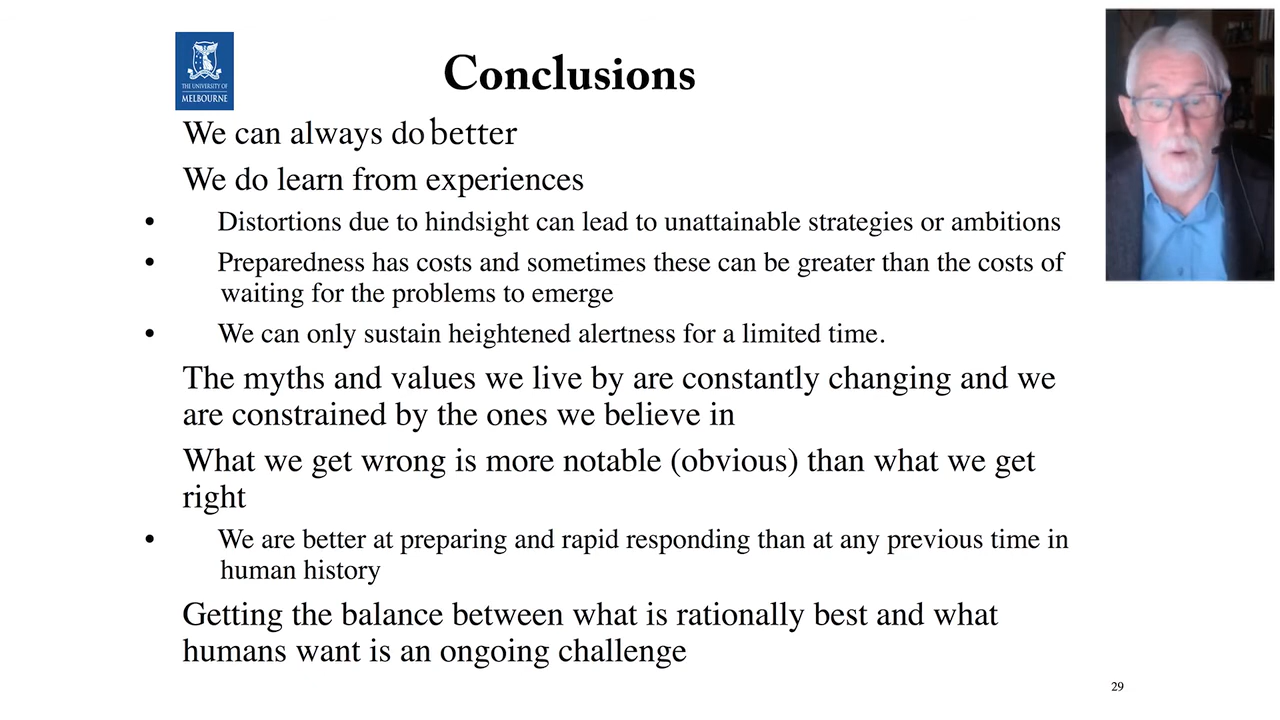 THE UNIVERSITY OF
MELBOURNE
Conclusions
We can always do better
We do learn from experiences
• Distortions due to hindsight can lead to unattainable strategies or ambitions
• Preparedness has costs and sometimes these can be greater than the costs of
waiting for the problems to emerge
• We can only sustain heightened alertness for a limited time.
The myths and values we live by are constantly changing and we
are constrained by the ones we believe in
What we get wrong is more notable (obvious) than what we get
right
• We are better at preparing and rapid responding than at any previous time in
human history
Getting the balance between what is rationally best and what
humans want is an ongoing challenge
29